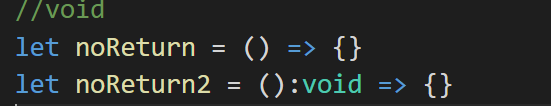 //void
let noReturn = () => {}
let noReturn2 = ():void => {}